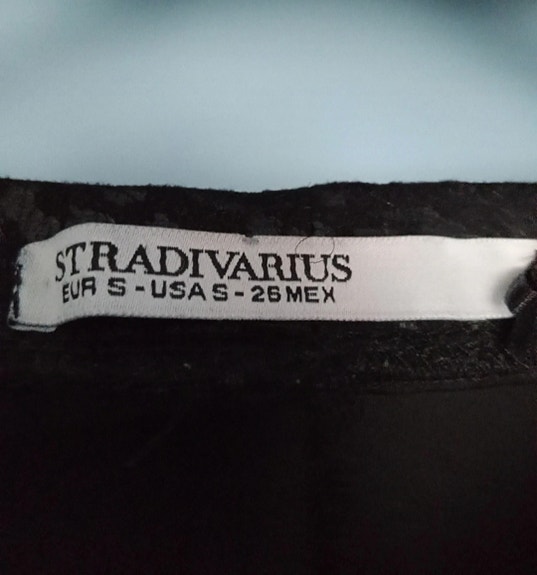 STRADIVARIUS
EUR S - USA S - 26 MEX